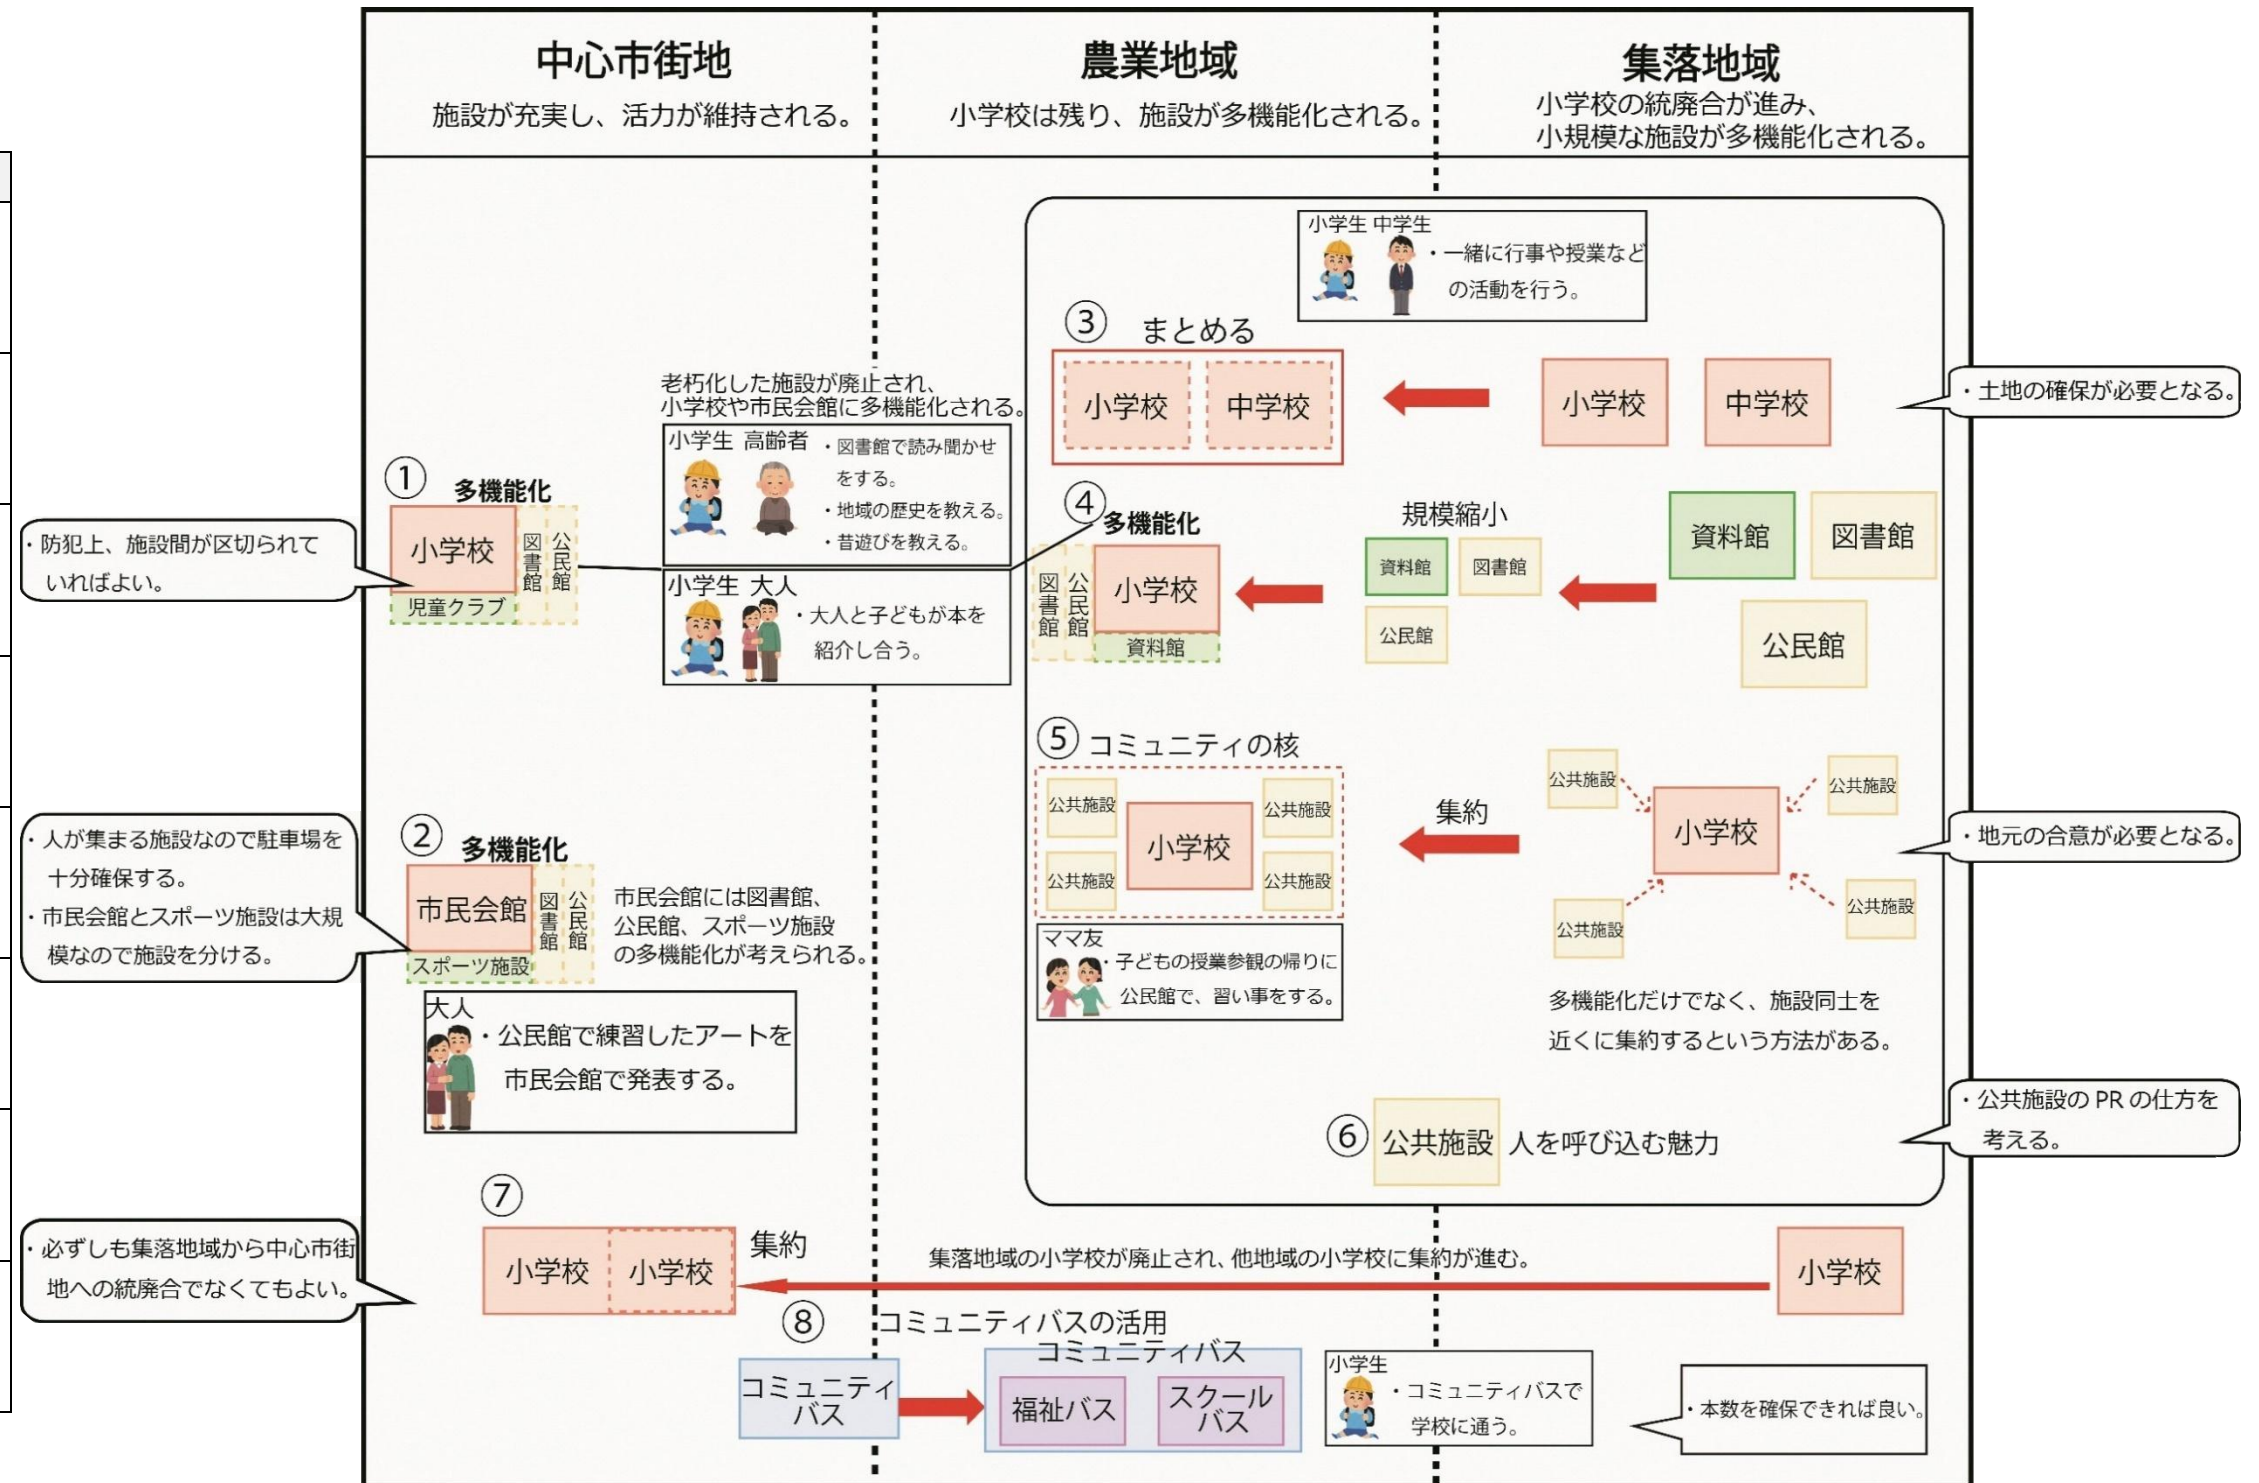 中心市街地
施設が充実し、活力が維持される。
農業地域
小学校は残り、施設が多機能化される。
集落地域
小学校の統廃合が進み、
小規模な施設が多機能化される。
①
多機能化
小学校
図書館
公民館
児童クラブ
・防犯上、施設間が区切られて
いればよい。
老朽化した施設が廃止され、
小学校や市民会館に多機能化される。
小学生 高齢者
・図書館で読み聞かせ
をする。
・地域の歴史を教える。
・昔遊びを教える。
小学生 大人
・大人と子どもが本を
紹介し合う。
②
多機能化
市民会館
図書館
公民館
スポーツ施設
市民会館には図書館、
公民館、スポーツ施設
の多機能化が考えられる。
・人が集まる施設なので駐車場を
十分確保する。
・市民会館とスポーツ施設は大規
模なので施設を分ける。
大人
・公民館で練習したアートを
市民会館で発表する。
小学生 中学生
・一緒に行事や授業など
の活動を行う。
③
まとめる
小学校
中学校
小学校
中学校
・土地の確保が必要となる。
④
多機能化
図書館
公民館
小学校
資料館
規模縮小
資料館
図書館
公民館
資料館
図書館
公民館
⑤
コミュニティの核
公共施設
公共施設
小学校
公共施設
公共施設
集約
公共施設
公共施設
小学校
公共施設
公共施設
・地元の合意が必要となる。
ママ友
・子どもの授業参観の帰りに
公民館で、習い事をする。
多機能化だけでなく、施設同士を
近くに集約するという方法がある。
⑥
公共施設
人を呼び込む魅力
・公共施設の PR の仕方を
考える。
⑦
小学校
小学校
集約
集落地域の小学校が廃止され、他地域の小学校に集約が進む。
小学校
・必ずしも集落地域から中心市街
地への統廃合でなくてもよい。
⑧
コミュニティバスの活用
コミュニティ
バス
コミュニティバス
福祉バス
スクール
バス
小学生
・コミュニティバスで
学校に通う。
・本数を確保できれば良い。